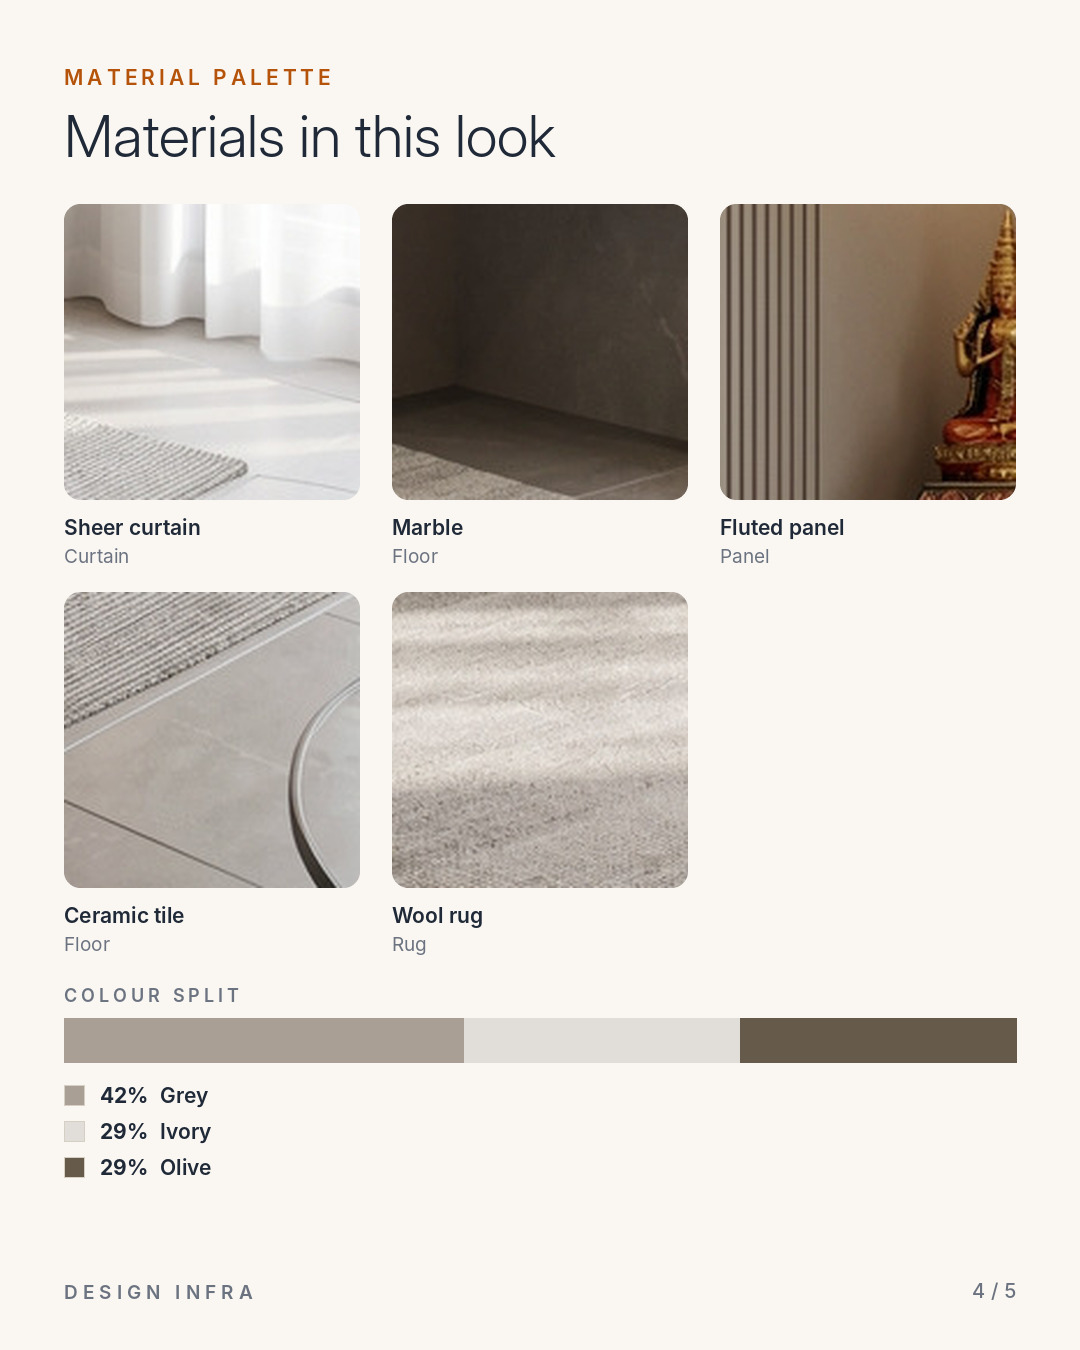 MATERIAL PALETTE
Materials in this look
Sheer curtain
Curtain
Marble
Floor
Fluted panel
Panel
Ceramic tile
Floor
Wool rug
Rug
COLOUR SPLIT
42% Grey
29% Ivory
29% Olive
DESIGN INFRA
4 / 5